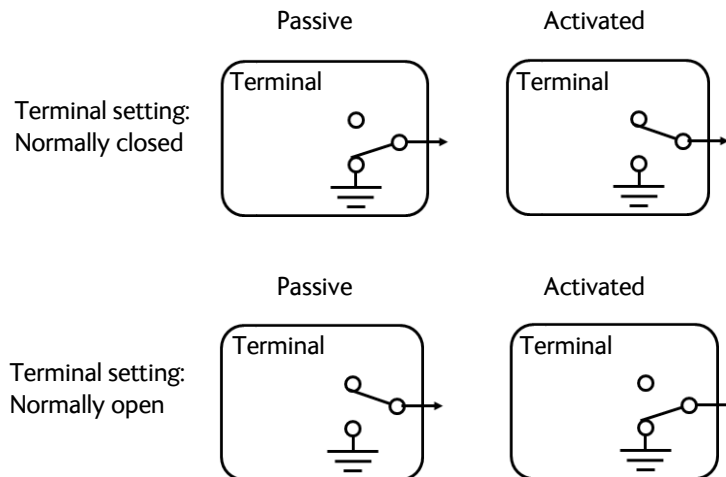 Passive
Activated
Terminal setting:
Normally closed
Terminal
Terminal
Passive
Activated
Terminal setting:
Normally open
Terminal
Terminal